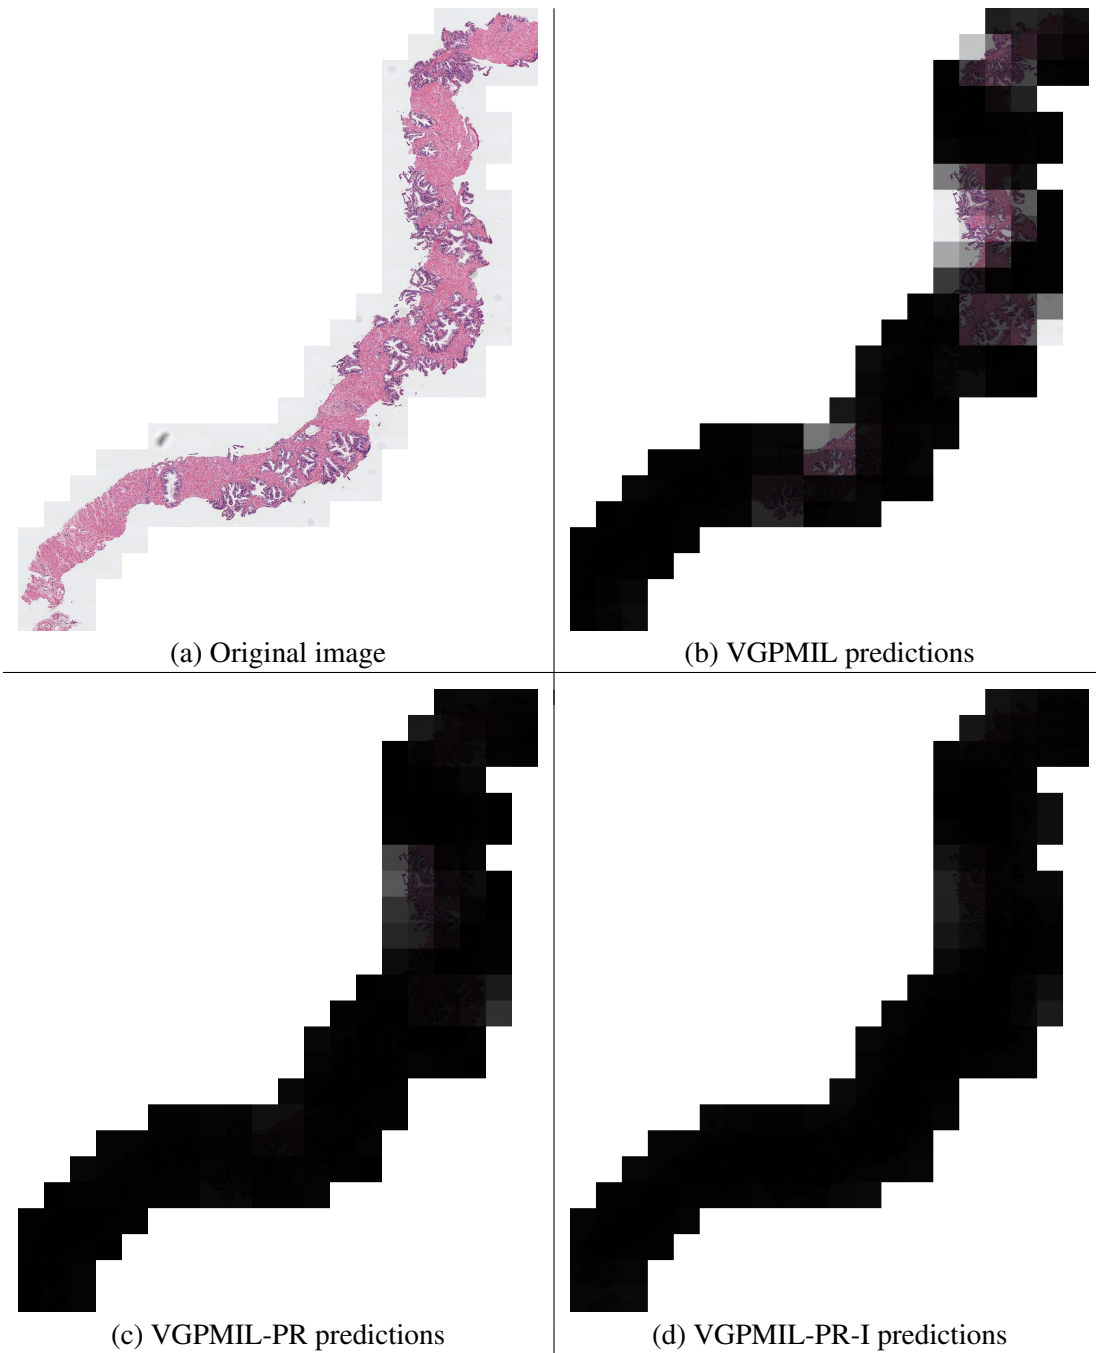 (a) Original image
(b) VGPMIL predictions
(c) VGPMIL-PR predictions
(d) VGPMIL-PR-I predictions